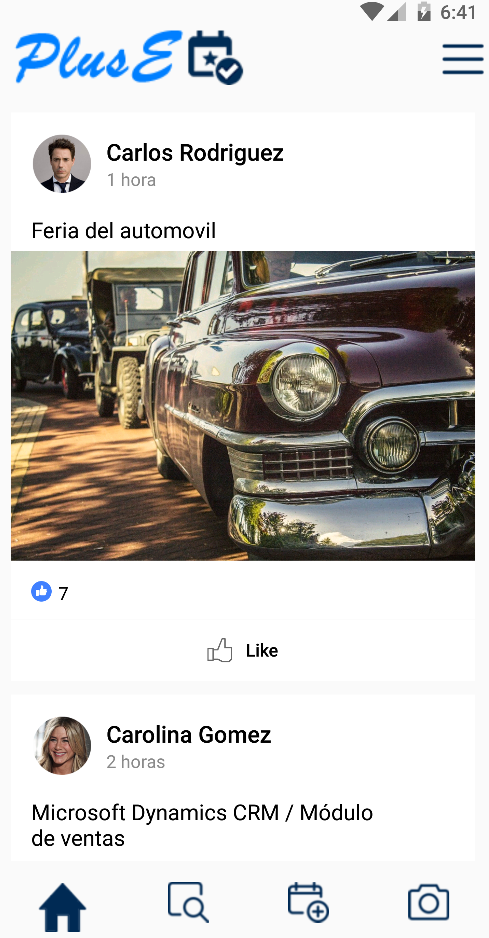 6:41
PlusE
Carlos Rodriguez
1 hora
Feria del automovil
7
Like
Carolina Gomez
2 horas
Microsoft Dynamics CRM / Módulo
de ventas